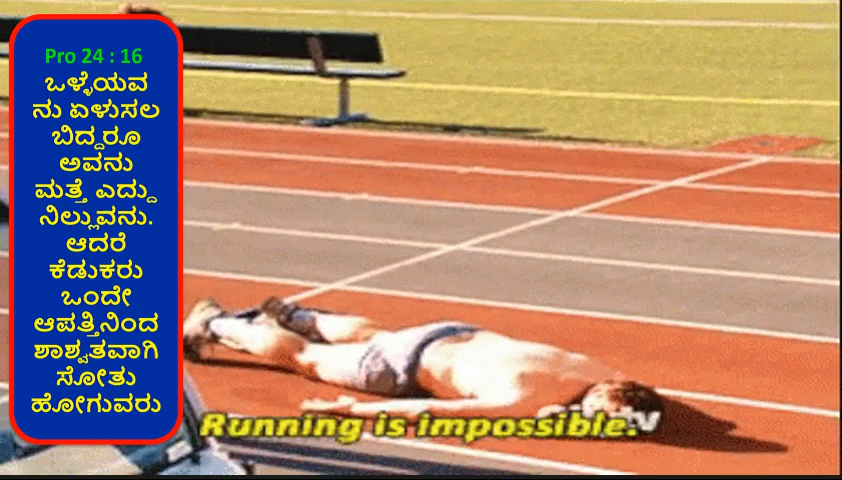 Pro 24 : 16
ಒಳ್ಳೆಯವ
ನು ಏಳುಸಲ
ಬಿದ್ದರೂ
ಅವನು
ಮತ್ತೆ ಎದ್ದು
ನಿಲ್ಲುವನು.
ಆದರೆ
ಕೆಡುಕರು
ಒಂದೇ
ಆಪತ್ತಿನಿಂದ
ಶಾಶ್ವತವಾಗಿ
ಸೋತು
ಹೋಗುವರು
Running is impossible.